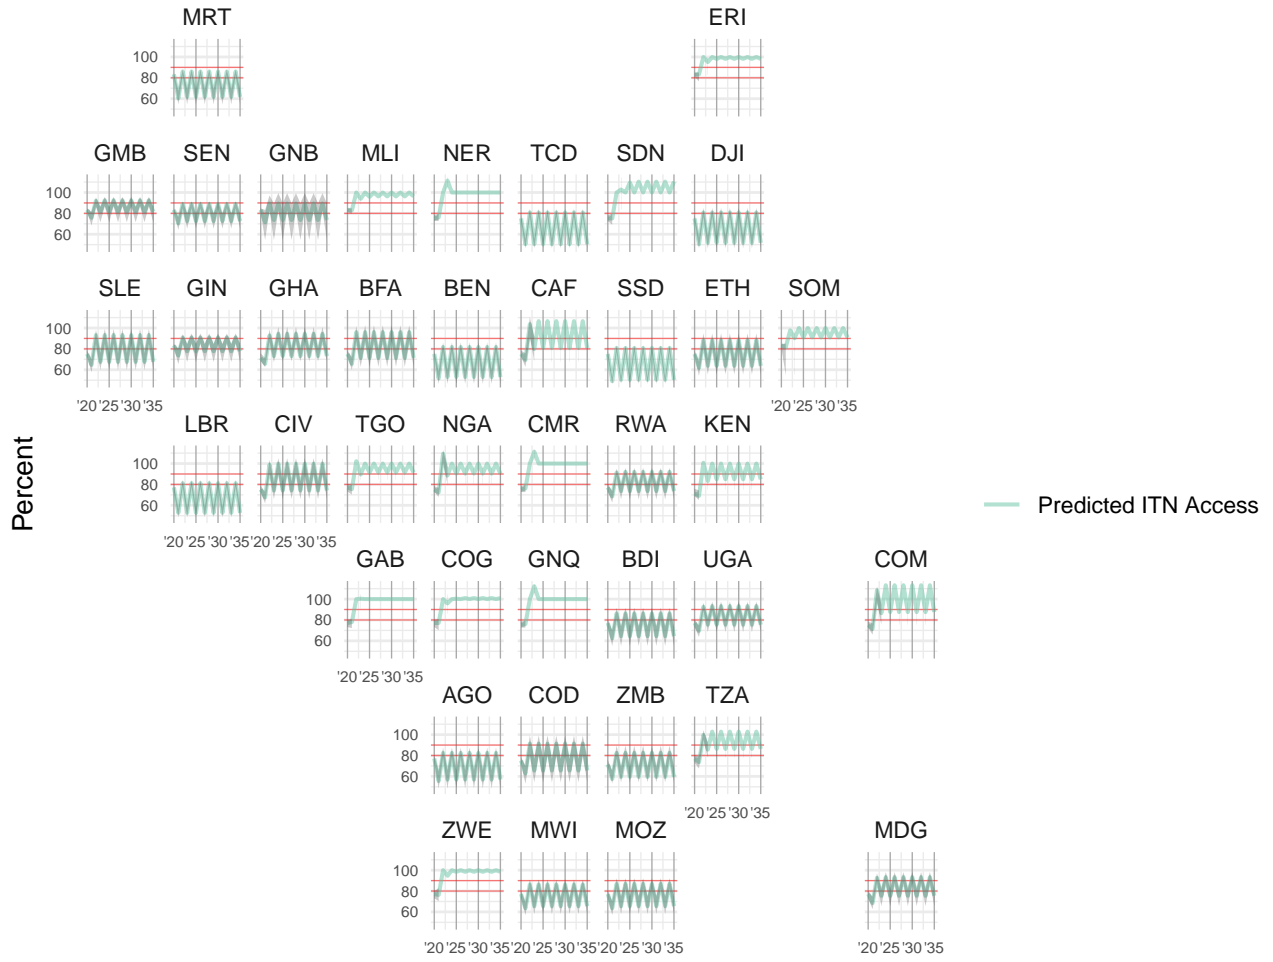 MRT ERI
100
80
60
GMB SEN GNB MLI NER TCD SDN DJI
100
80
60
SLE GIN GHA BFA BEN CAF SSD ETH SOM
100
80
60
'20 '25 '30 '35 '20 '25 '30 '35
LBR CIV TGO NGA CMR RWA KEN
100
80
60
'20 '25 '30 '35 '20 '25 '30 '35
GAB COG GNQ BDI UGA COM
100
80
60
'20 '25 '30 '35
AGO COD ZMB TZA
100
80
60
'20 '25 '30 '35
ZWE MWI MOZ MDG
100
80
60
'20 '25 '30 '35 '20 '25 '30 '35 '20 '25 '30 '35 '20 '25 '30 '35
Percent
Predicted ITN Access